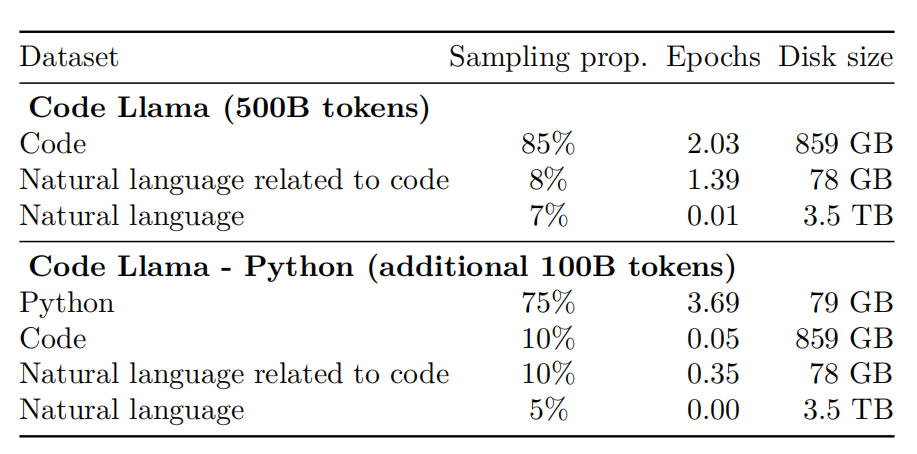 Dataset Sampling prop. Epochs Disk size
Code Llama (500B tokens)
Code 85% 2.03 859 GB
Natural language related to code 8% 1.39 78 GB
Natural language 7% 0.01 3.5 TB
Code Llama - Python (additional 100B tokens)
Python 75% 3.69 79 GB
Code 10% 0.05 859 GB
Natural language related to code 10% 0.35 78 GB
Natural language 5% 0.00 3.5 TB